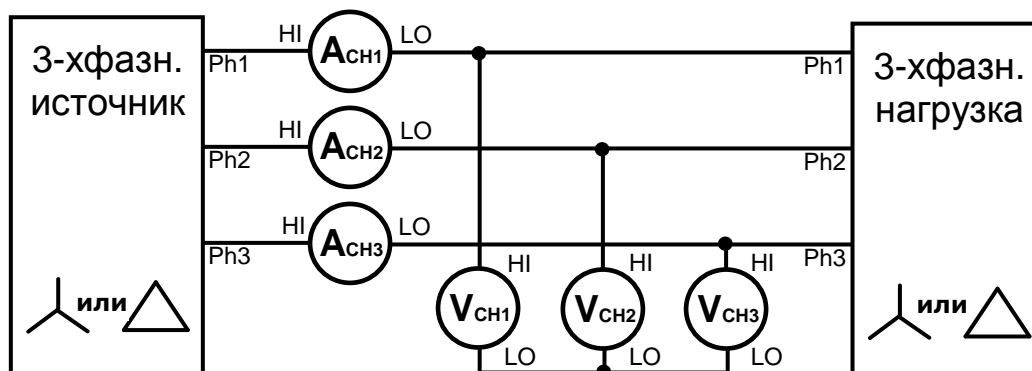 3-хфазн.
источник
HI
ACH1
LO
Ph1
Ph1
3-хфазн.
нагрузка
HI
ACH2
LO
Ph2
Ph2
HI
ACH3
LO
Ph3
Ph3
HI
HI
HI
VCH1
VCH2
VCH3
или
или
LO
LO
LO